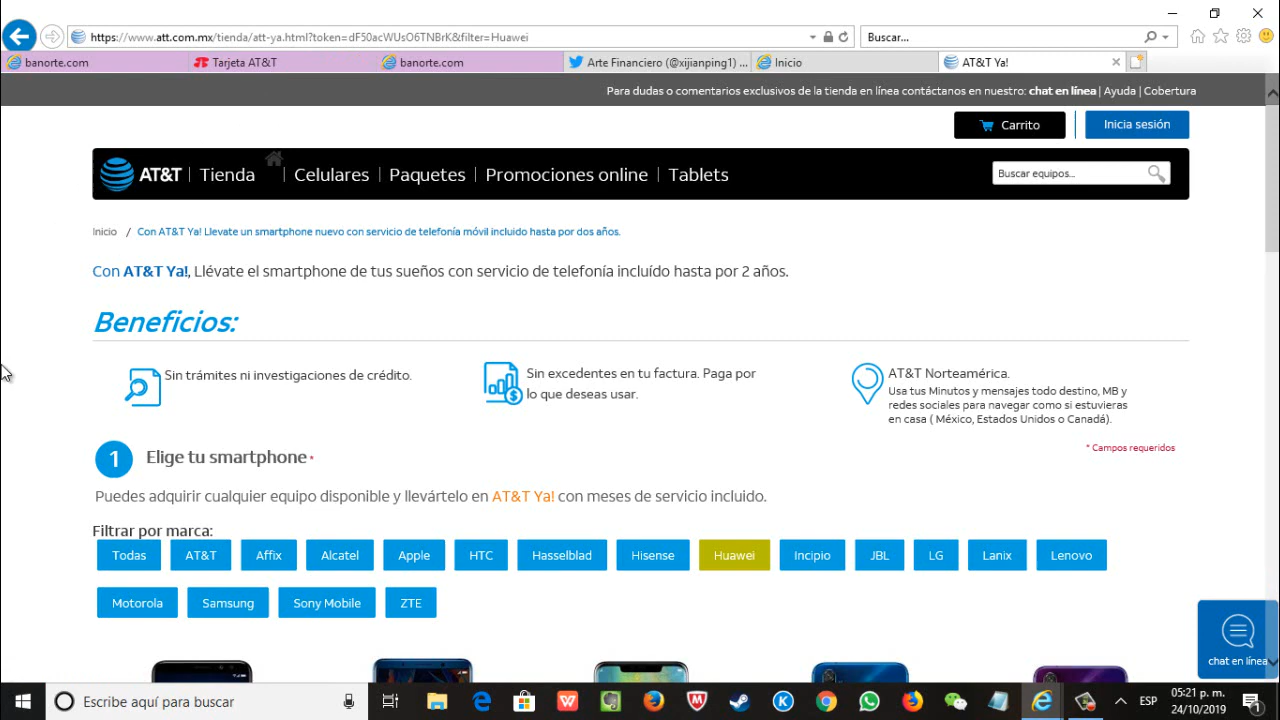 https://www.att.com.mx/tienda/att-ya.html?token=dF50acWUsO6TNBrK&filter=Huawei
Buscar...
banorte.com
Tarjeta AT&T
banorte.com
Arte Financiero (@xijianping1) ...
Inicio
AT&T Ya!
Para dudas o comentarios exclusivos de la tienda en línea contáctanos en nuestro: chat en línea | Ayuda | Cobertura
Carrito
Inicia sesión
AT&T
Tienda
Celulares
Paquetes
Promociones online
Tablets
Buscar equipos...
Inicio / Con AT&T Ya! Llevate un smartphone nuevo con servicio de telefonía móvil incluido hasta por dos años.
Con AT&T Ya!, Llévate el smartphone de tus sueños con servicio de telefonía incluído hasta por 2 años.
Beneficios:
Sin trámites ni investigaciones de crédito.
Sin excedentes en tu factura. Paga por
lo que deseas usar.
AT&T Norteamérica.
Usa tus Minutos y mensajes todo destino, MB y
redes sociales para navegar como si estuvieras
en casa ( México, Estados Unidos o Canadá).
* Campos requeridos
1 Elige tu smartphone *
Puedes adquirir cualquier equipo disponible y llevártelo en AT&T Ya! con meses de servicio incluido.
Filtrar por marca:
Todas
AT&T
Affix
Alcatel
Apple
HTC
Hasselblad
Hisense
Huawei
Incipio
JBL
LG
Lanix
Lenovo
Motorola
Samsung
Sony Mobile
ZTE
chat en línea
Escribe aquí para buscar
ESP
05:21 p. m.
24/10/2019
1